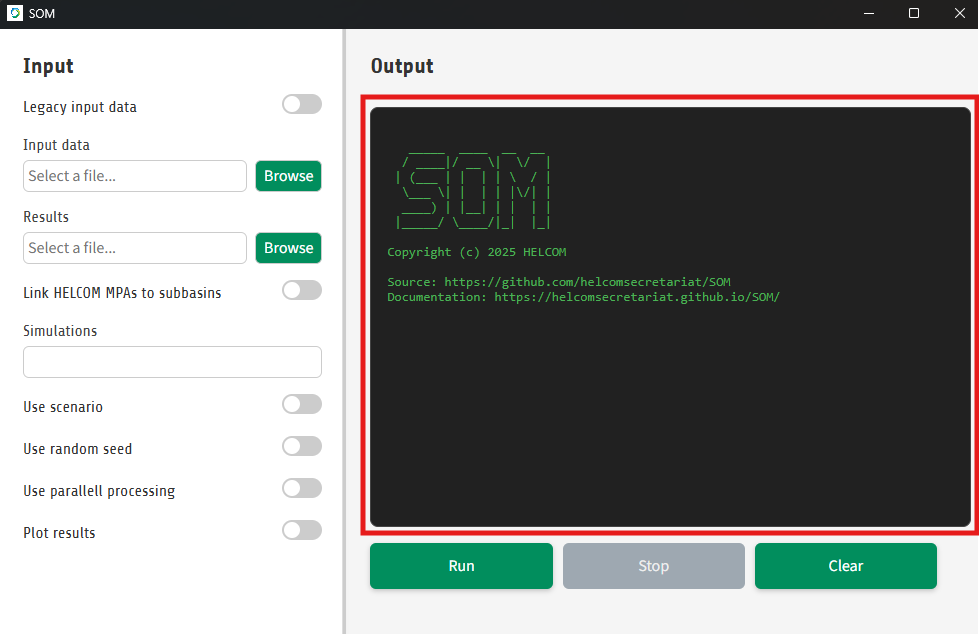 SOM
Input
Legacy input data
Input data
Select a file...
Browse
Results
Select a file...
Browse
Link HELCOM MPAs to subbasins
Simulations
Use scenario
Use random seed
Use parallell processing
Plot results
Output
SOM
Copyright (c) 2025 HELCOM
Source: https://github.com/helcomsecretariat/SOM
Documentation: https://helcomsecretariat.github.io/SOM/
Run
Stop
Clear